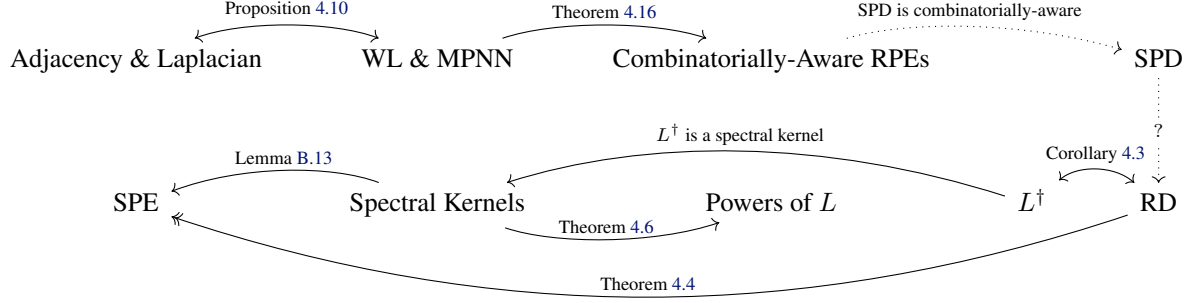 Proposition 4.10
Theorem 4.16
SPD is combinatorially-aware
Adjacency & Laplacian
WL & MPNN
Combinatorially-Aware RPEs
SPD
?
L† is a spectral kernel
Lemma B.13
Corollary 4.3
SPE
Spectral Kernels
Powers of L
L†
RD
Theorem 4.6
Theorem 4.4